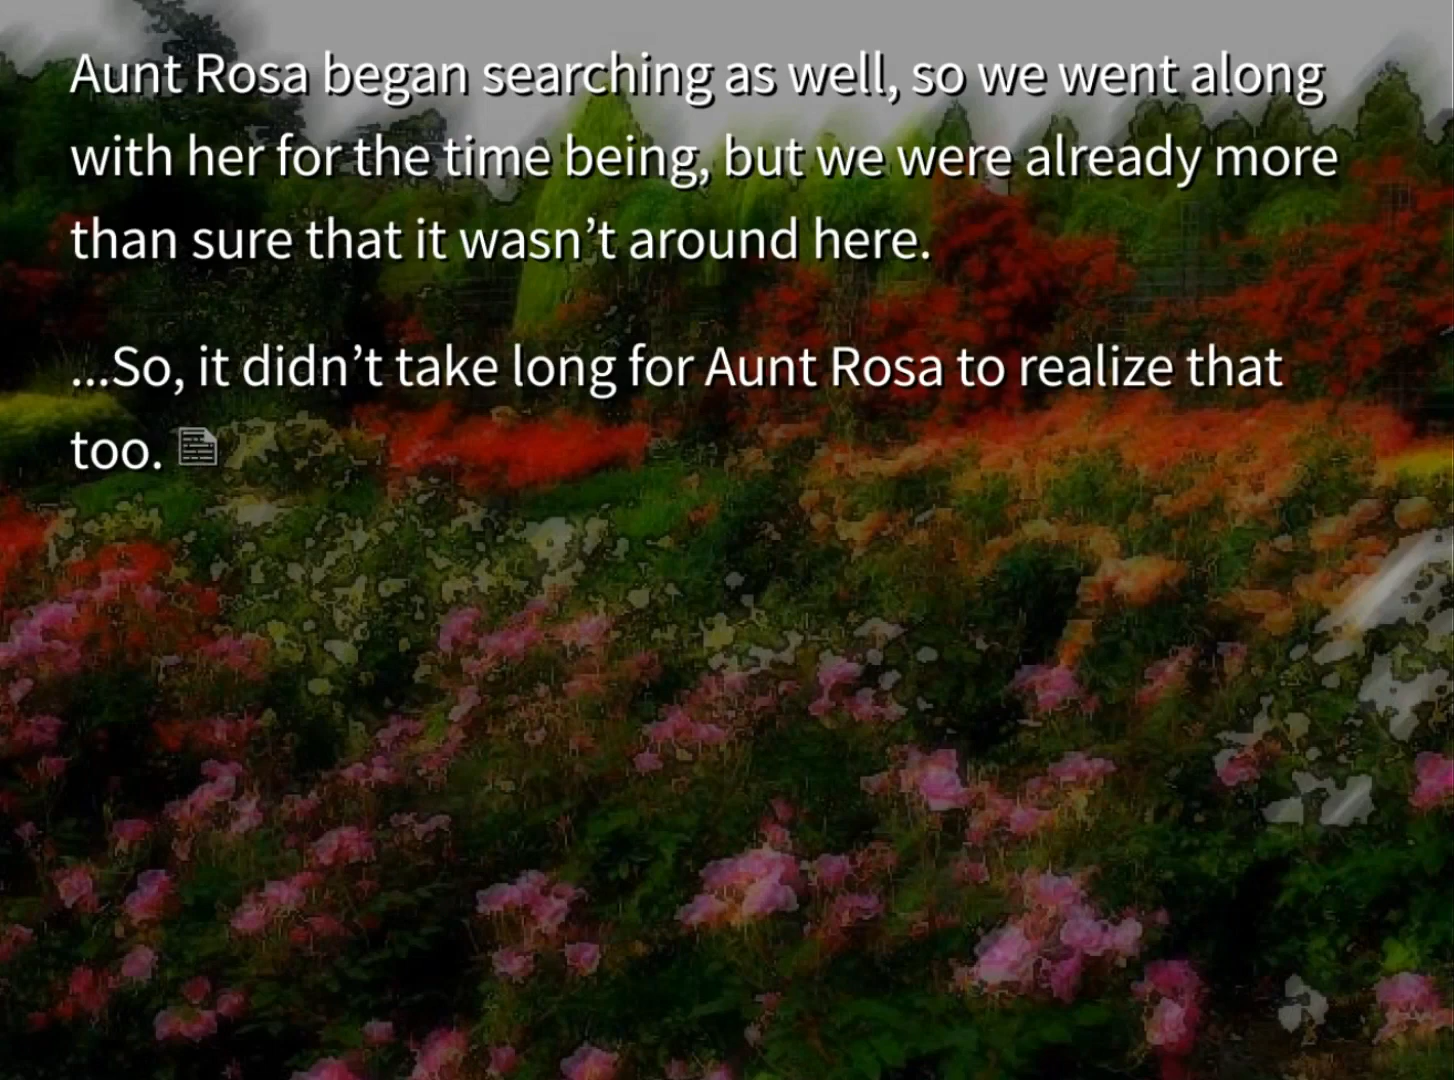 Aunt Rosa began searching as well, so we went along
with her for the time being, but we were already more
than sure that it wasn’t around here.
...So, it didn’t take long for Aunt Rosa to realize that
too.